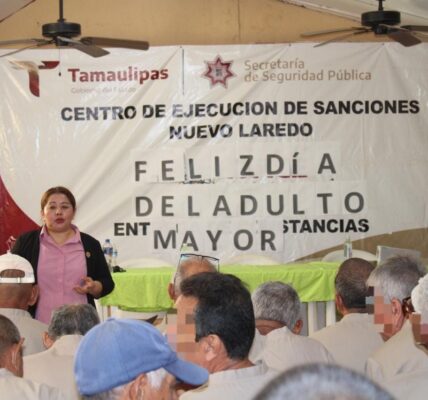 Tamaulipas
Gobierno del Estado
Secretaría
de Seguridad Pública
CENTRO DE EJECUCION DE SANCIONES
NUEVO LAREDO
FELIZ DíA
DEL ADULTO
ENT STANCIAS
MAYOR